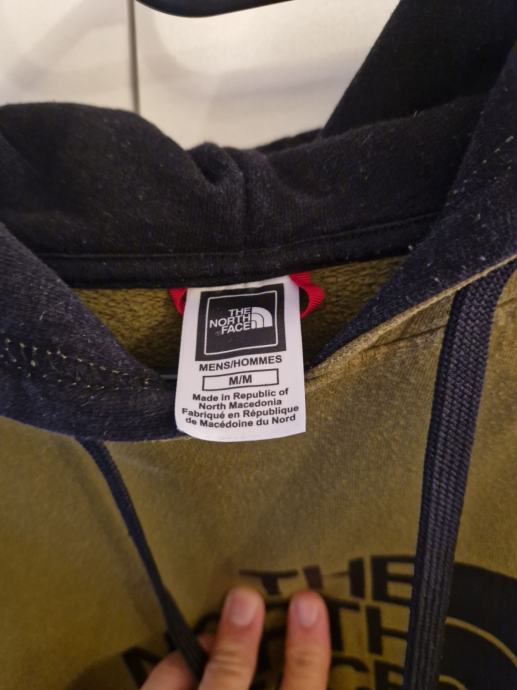 THE
NORTH
FACE
MENS/HOMMES
M/M
Made in Republic of
North Macedonia
Fabriqué en République
de Macédoine du Nord
THE
NORTH
FACE